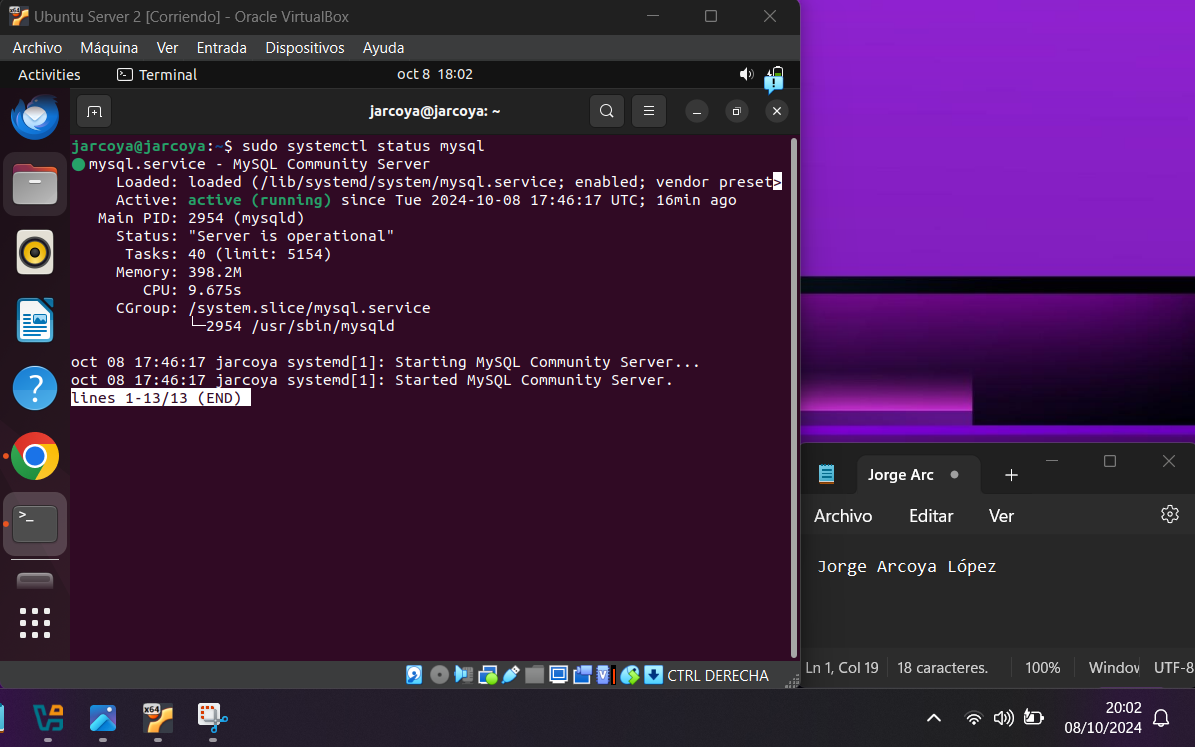 Ubuntu Server 2 [Corriendo] - Oracle VirtualBox
Archivo Máquina Ver Entrada Dispositivos Ayuda
Activities Terminal oct 8 18:02
jarcoya@jarcoya: ~
jarcoya@jarcoya:~$ sudo systemctl status mysql
mysql.service - MySQL Community Server
Loaded: loaded (/lib/systemd/system/mysql.service; enabled; vendor preset>
Active: active (running) since Tue 2024-10-08 17:46:17 UTC; 16min ago
Main PID: 2954 (mysqld)
Status: "Server is operational"
Tasks: 40 (limit: 5154)
Memory: 398.2M
CPU: 9.675s
CGroup: /system.slice/mysql.service
└─2954 /usr/sbin/mysqld
oct 08 17:46:17 jarcoya systemd[1]: Starting MySQL Community Server...
oct 08 17:46:17 jarcoya systemd[1]: Started MySQL Community Server.
lines 1-13/13 (END)
CTRL DERECHA
Jorge Arc
Archivo Editar Ver
Jorge Arcoya López
Ln 1, Col 19 18 caracteres. 100% Window UTF-8
x64
20:02
08/10/2024